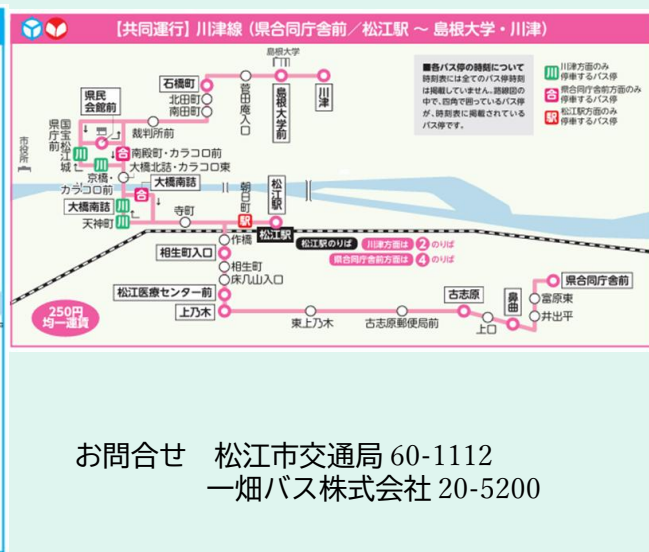 【共同運行】川津線（県合同庁舎前／松江駅 ～ 島根大学・川津）
島根大学
■各バス停の時刻について
時刻表には全てのバス停時刻
は掲載していません。路線図の
中で、四角で囲っているバス停
が、時刻表に掲載されている
バス停です。
川 川津方面のみ
停車するバス停
合 県合同庁舎前方面のみ
停車するバス停
駅 松江駅方面のみ
停車するバス停
石橋町
北田町
南田町
菅田庵入口
島根大学前
川津
県民
会館前
裁判所前
市役所
県庁前
国宝松江城
川
川
合
南殿町・カラコロ前
大橋北詰・カラコロ東
京橋・
カラコロ前
合
大橋南詰
大橋南詰
川
天神町
川
寺町
朝日町
駅
松江駅
松江駅
松江駅のりば
川津方面は 2 のりば
県合同庁舎前方面は 4 のりば
作橋
相生町入口
相生町
床几山入口
松江医療センター前
上乃木
東上乃木
古志原郵便局前
古志原
上口
鼻曲
井出平
富原東
県合同庁舎前
250円
均一運賃
お問合せ 松江市交通局 60-1112
一畑バス株式会社 20-5200